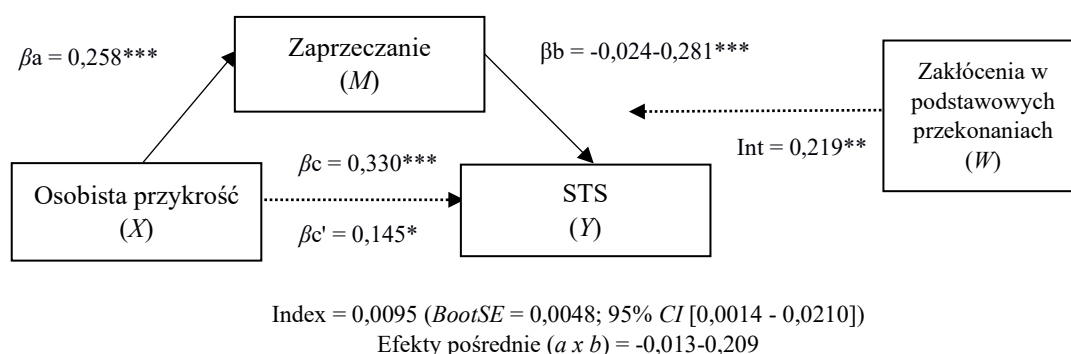 βa = 0,258***
Zaprzeczanie
(M)
βb = -0,024-0,281***
Zakłócenia w
podstawowych
przekonaniach
(W)
Int = 0,219**
Osobista przykrość
(X)
βc = 0,330***
βc' = 0,145*
STS
(Y)
Index = 0,0095 (BootSE = 0,0048; 95% CI [0,0014 - 0,0210])
Efekty pośrednie (a x b) = -0,013-0,209